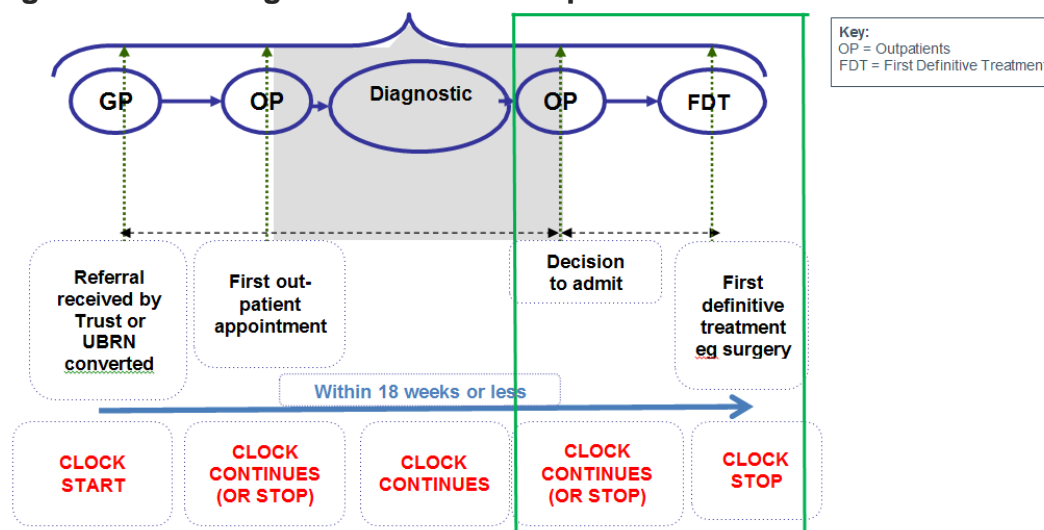 Key:
OP = Outpatients
FDT = First Definitive Treatment
GP
OP
Diagnostic
OP
FDT
Referral
received by
Trust or
UBRN
converted
First out-
patient
appointment
Decision
to admit
First
definitive
treatment
eg surgery
Within 18 weeks or less
CLOCK
START
CLOCK
CONTINUES
(OR STOP)
CLOCK
CONTINUES
CLOCK
CONTINUES
(OR STOP)
CLOCK
STOP